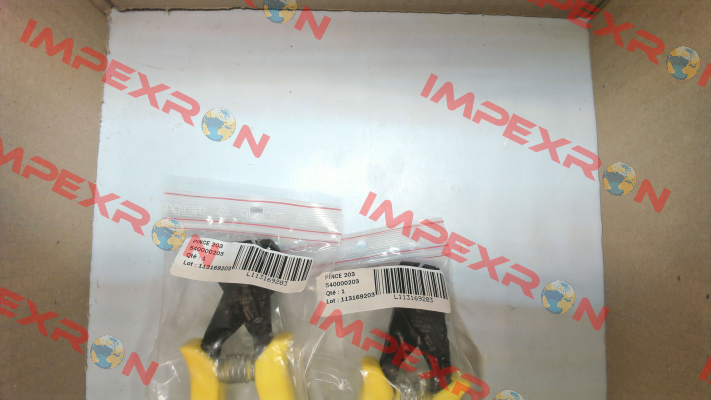 IMPEXRON
IMPEXRON
IMPEXRON
IMPEXRON
PINCE 203
540000203
Qté : 1
Lot : 113169203
L113169203
PINCE 203
540000203
Qté : 1
Lot : 113169203
L113169203
IMPEXRON
IMPEXRON
IMPEXRON